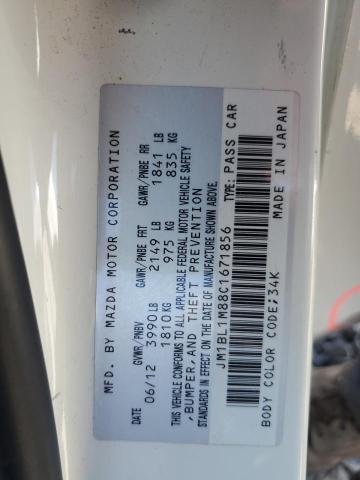 MFD. BY MAZDA MOTOR CORPORATION
GVWR/PNBV GAWR/PNBE FRT GAWR/PNBE RR
DATE
06/12 3990 LB 2149 LB 1841 LB
1810 KG 975 KG 835 KG
THIS VEHICLE CONFORMS TO ALL APPLICABLE FEDERAL MOTOR VEHICLE SAFETY
,BUMPER,AND THEFT PREVENTION
STANDARDS IN EFFECT ON THE DATE OF MANUFACTURE SHOWN ABOVE.
JM1BL1M88C1671856 TYPE: PASS CAR
BODY COLOR CODE;34K MADE IN JAPAN